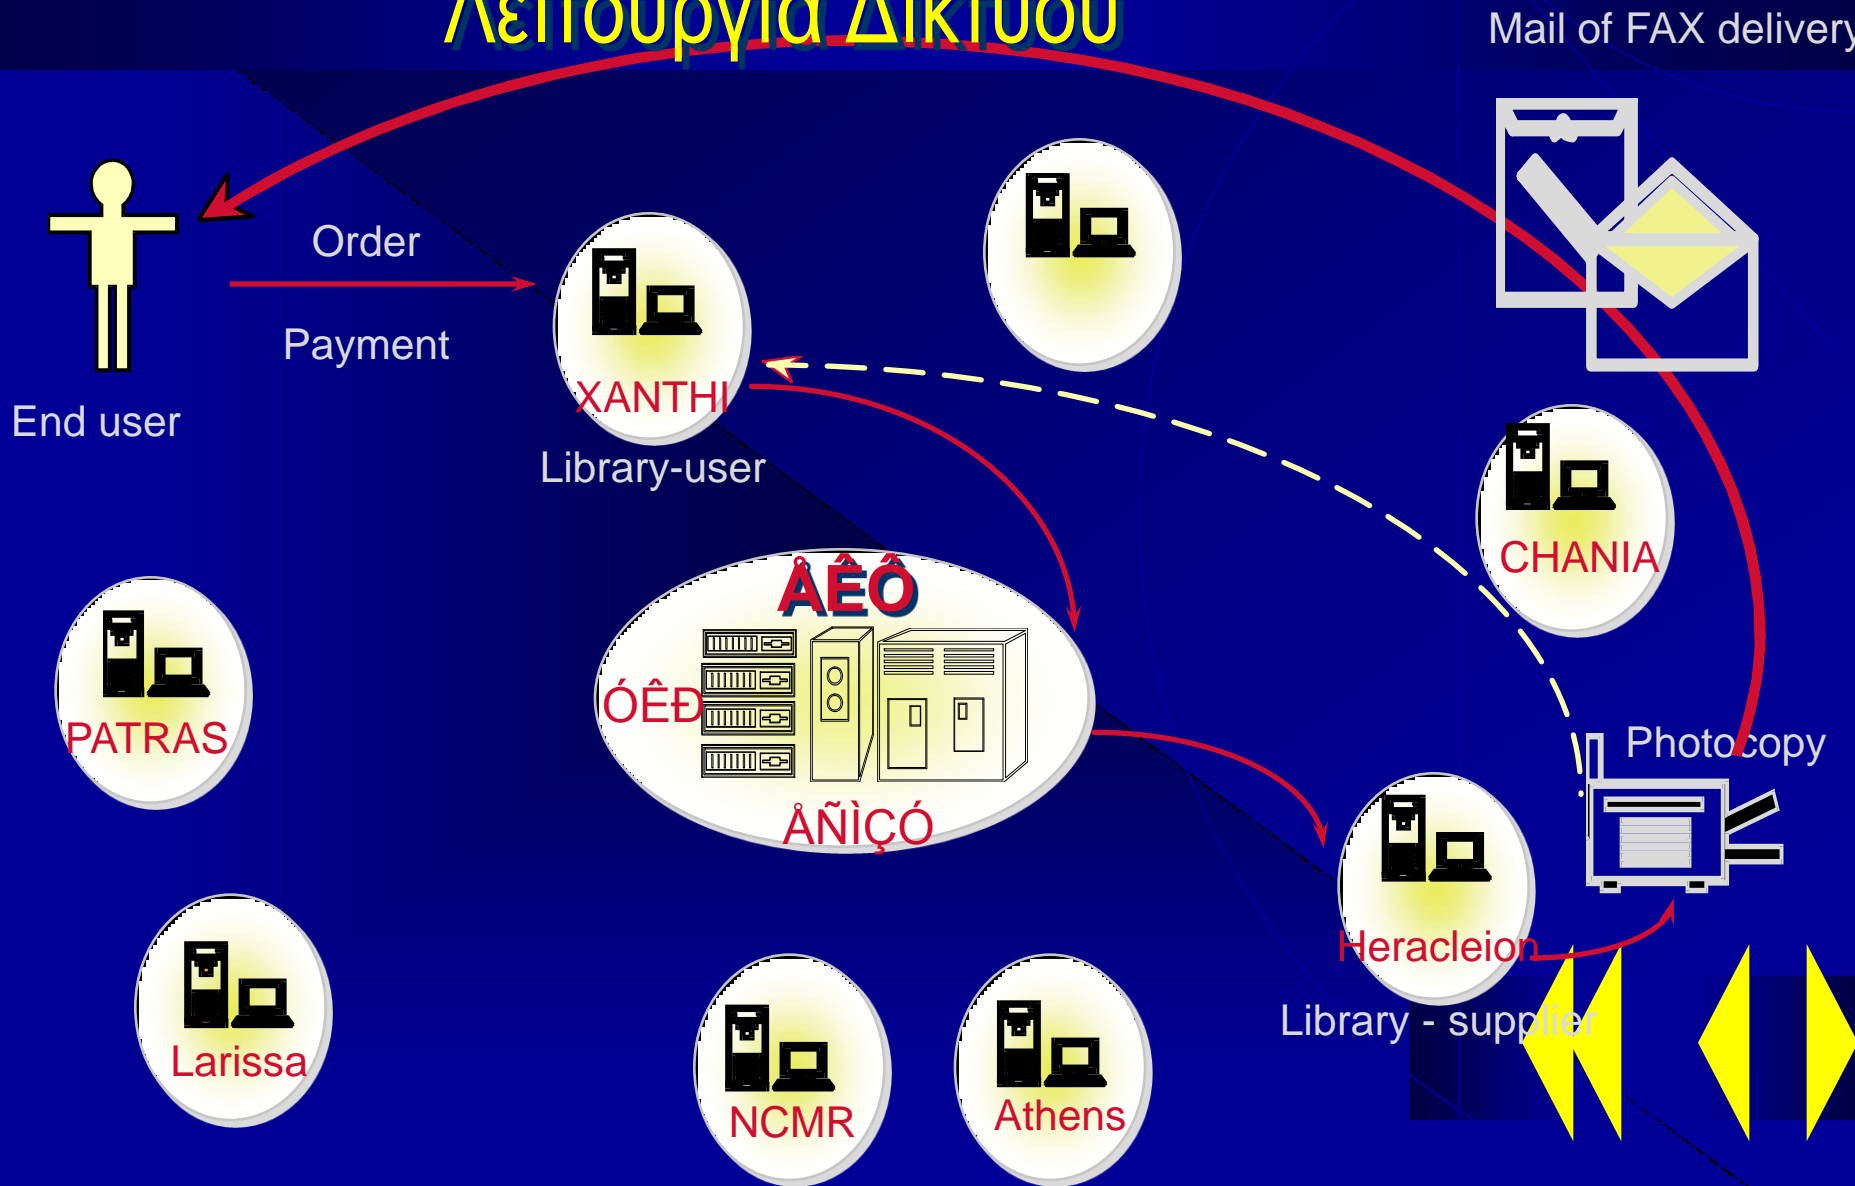 Λειτουργία Δικτύου
Mail of FAX delivery
Order
Payment
End user
XANTHI
Library-user
CHANIA
ÅÊÔ
ÓÊÐ
ÅÑÌÇÓ
PATRAS
Photocopy
Heracleion
Library - supplier
Larissa
NCMR
Athens